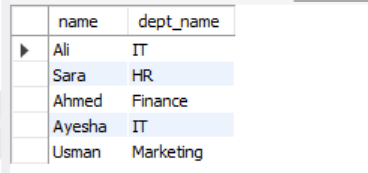 name dept_name
Ali IT
Sara HR
Ahmed Finance
Ayesha IT
Usman Marketing